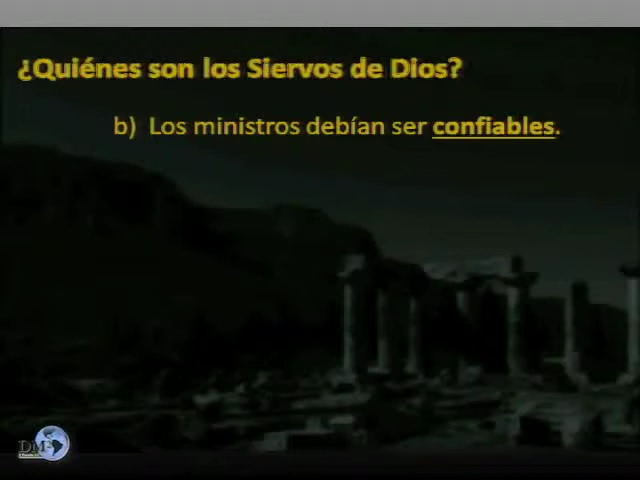 ¿Quiénes son los Siervos de Dios?
b) Los ministros debían ser confiables.